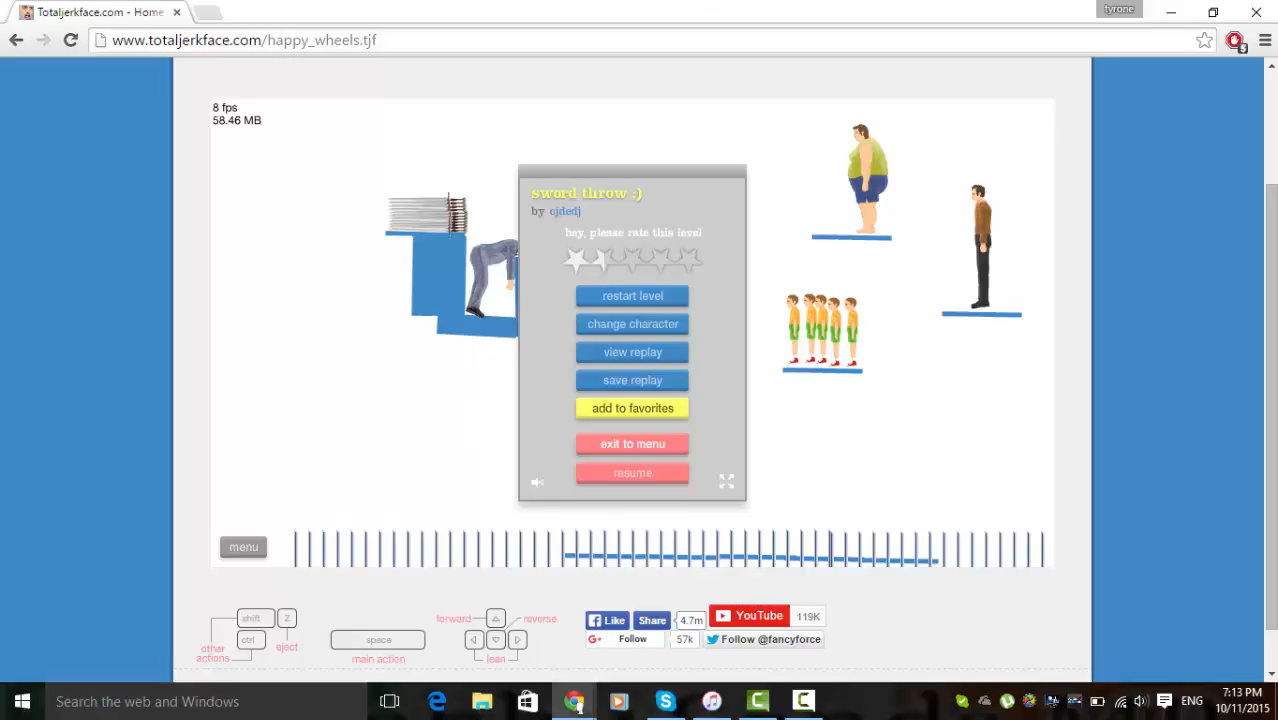 Totaljerkface.com - Home
tyrone
www.totaljerkface.com/happy_wheels.tjf
8 fps
58.46 MB
sword throw ;)
by cjdedj
hey, please rate this level
restart level
change character
view replay
save replay
add to favorites
exit to menu
resume
menu
shift
Z
ctrl
other
actions
eject
space
main action
forward
reverse
lean
Like
Share
4.7m
YouTube
119K
Follow
57k
Follow @fancyforce
Search the web and Windows
ENG
7:13 PM
10/11/2015